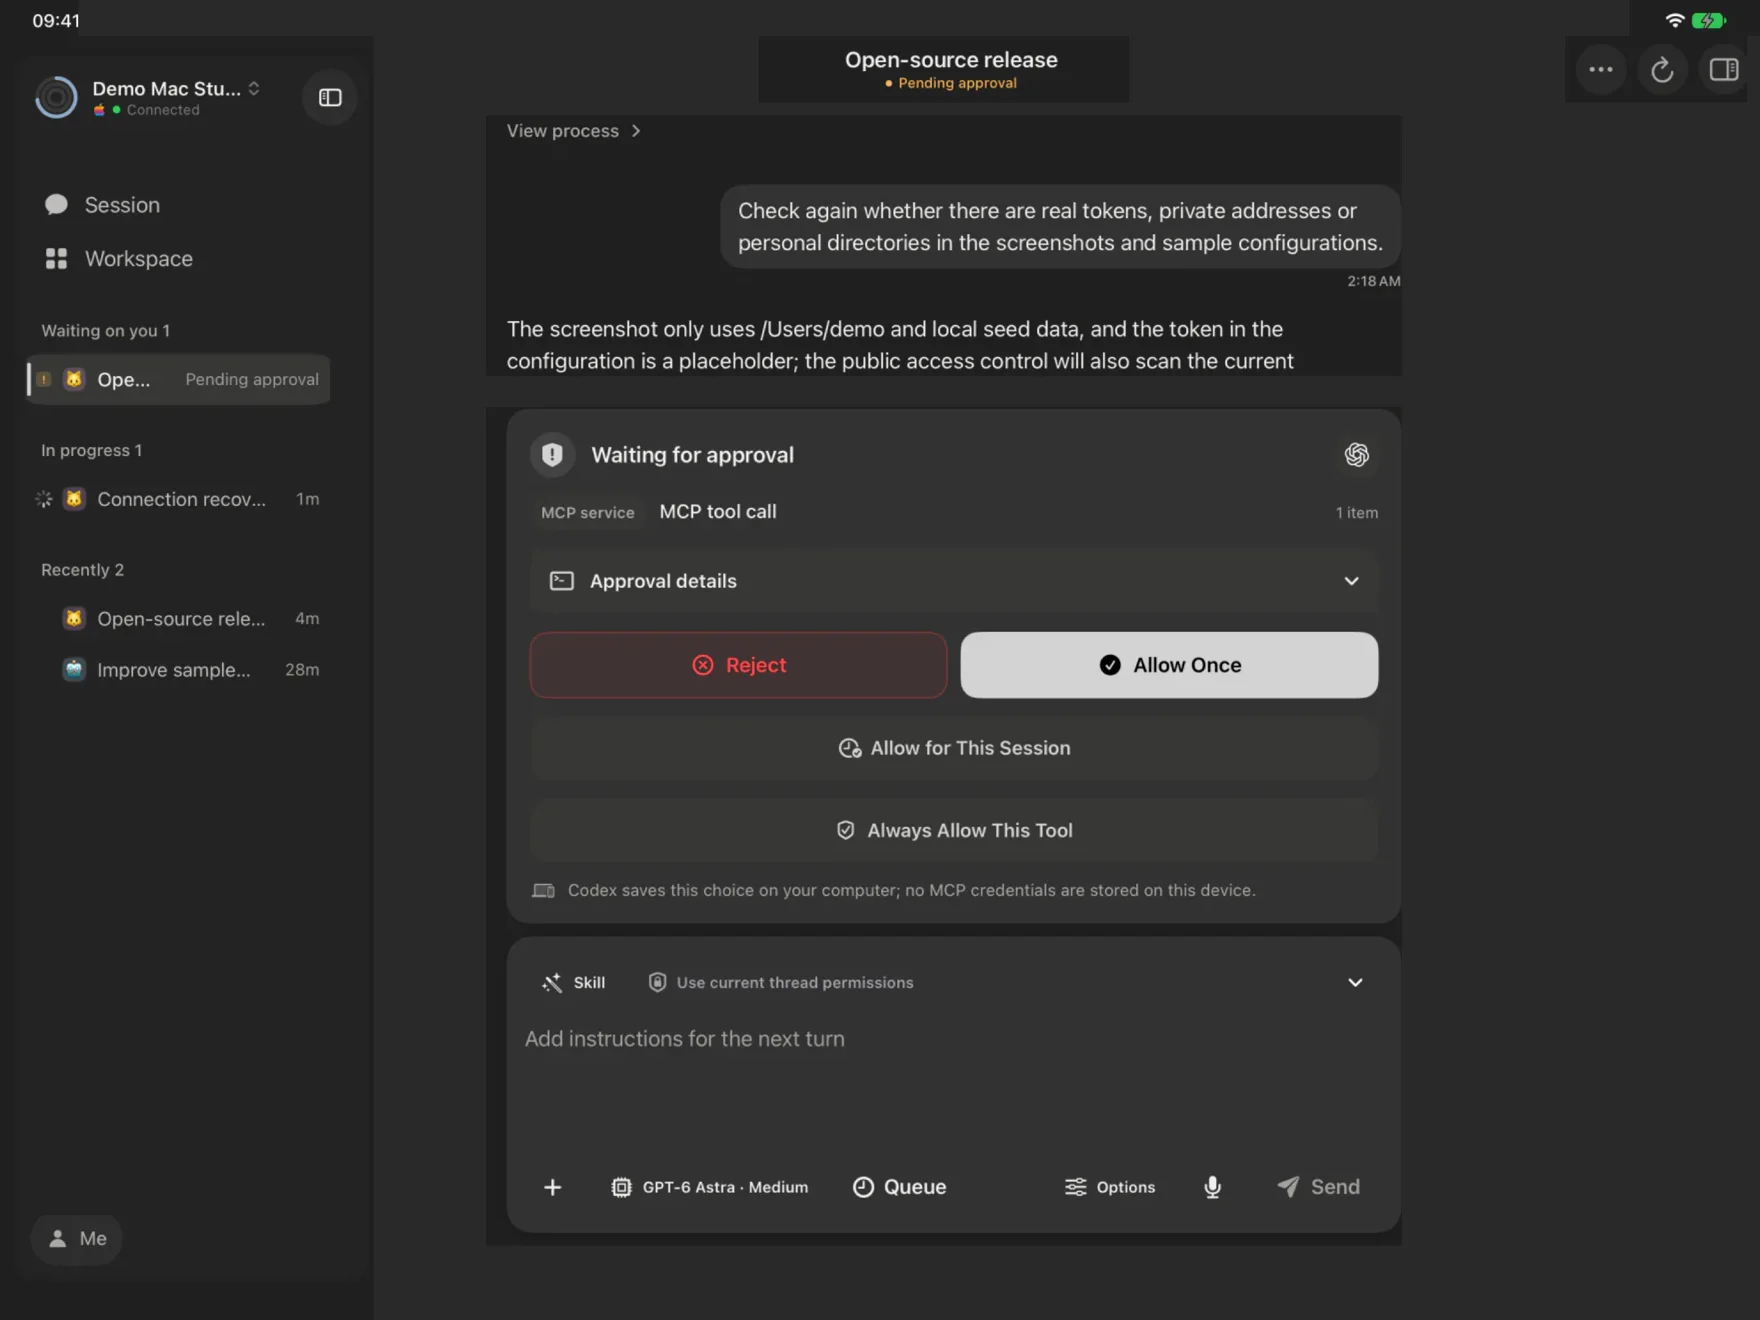 09:41
Demo Mac Stu...
Connected
Session
Workspace
Waiting on you 1
Ope... Pending approval
In progress 1
Connection recov... 1m
Recently 2
Open-source rele... 4m
Improve sample... 28m
Me
Open-source release
Pending approval
View process
Check again whether there are real tokens, private addresses or
personal directories in the screenshots and sample configurations.
2:18 AM
The screenshot only uses /Users/demo and local seed data, and the token in the
configuration is a placeholder; the public access control will also scan the current
Waiting for approval
MCP service MCP tool call 1 item
Approval details
Reject
Allow Once
Allow for This Session
Always Allow This Tool
Codex saves this choice on your computer; no MCP credentials are stored on this device.
Skill Use current thread permissions
Add instructions for the next turn
GPT-6 Astra · Medium Queue Options Send